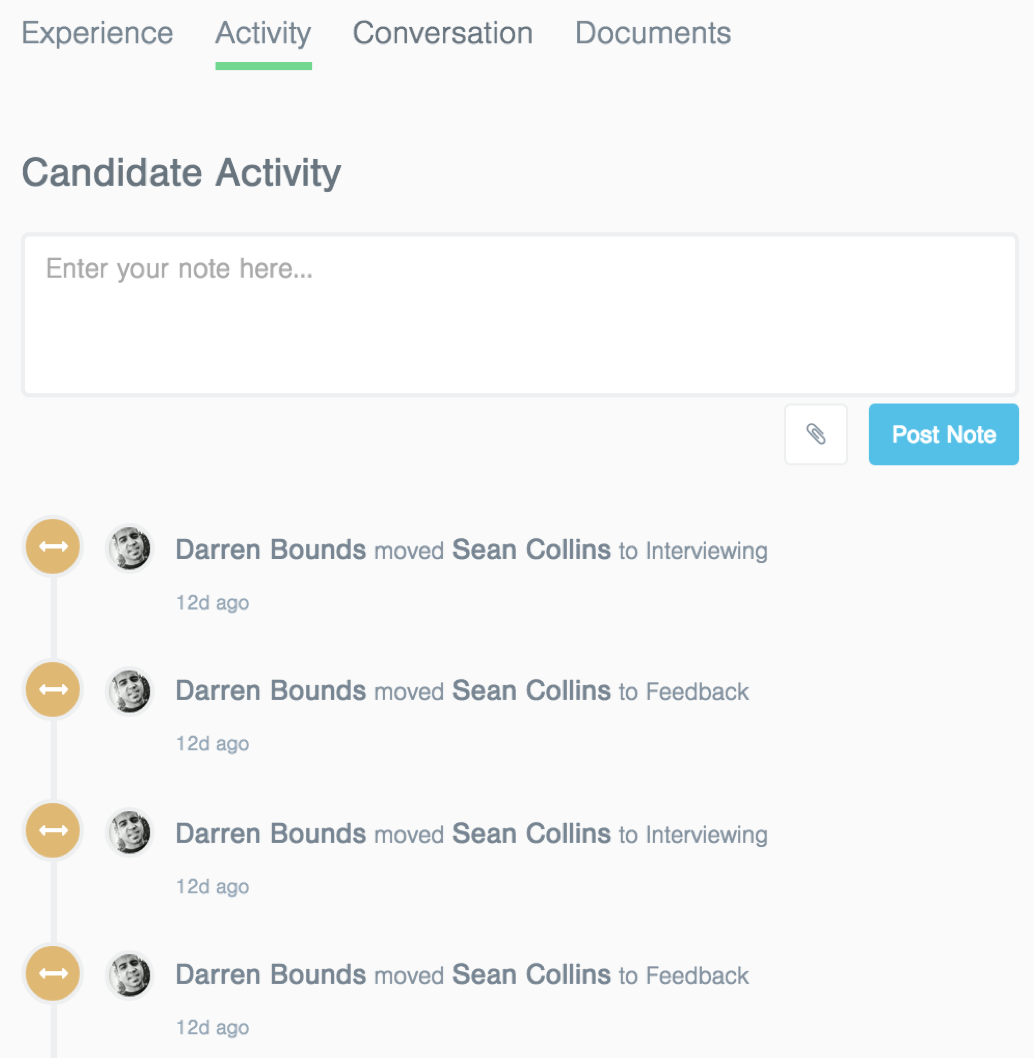 Experience Activity Conversation Documents
Candidate Activity
Enter your note here...
Post Note
Darren Bounds moved Sean Collins to Interviewing
12d ago
Darren Bounds moved Sean Collins to Feedback
12d ago
Darren Bounds moved Sean Collins to Interviewing
12d ago
Darren Bounds moved Sean Collins to Feedback
12d ago